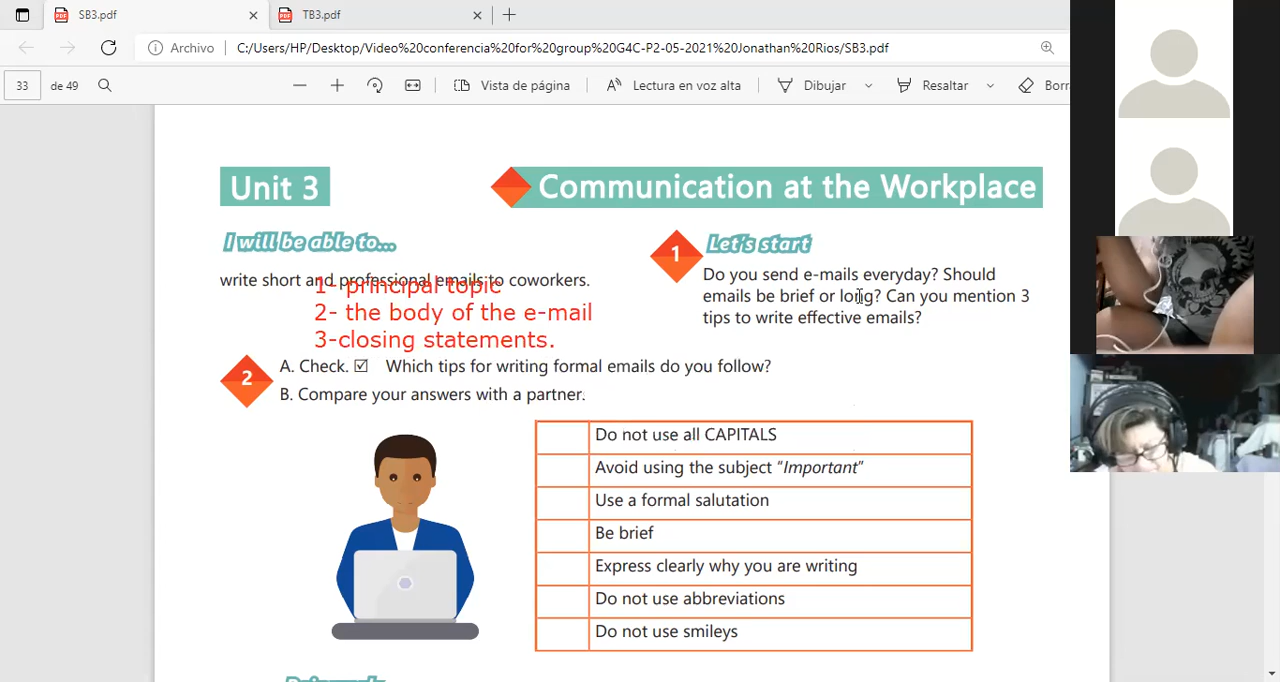 SB3.pdf
TB3.pdf
Archivo
C:/Users/HP/Desktop/Video%20conferencia%20for%20group%20G4C-P2-05-2021%20Jonathan%20Rios/SB3.pdf
33 de 49
Vista de página
Lectura en voz alta
Dibujar
Resaltar
Borr
Unit 3
Communication at the Workplace
I will be able to...
write short and professional emails to coworkers.
1- principal topic
2- the body of the e-mail
3-closing statements.
1
Let's start
Do you send e-mails everyday? Should
emails be brief or long? Can you mention 3
tips to write effective emails?
2
A. Check. ☑ Which tips for writing formal emails do you follow?
B. Compare your answers with a partner.
Do not use all CAPITALS
Avoid using the subject "Important"
Use a formal salutation
Be brief
Express clearly why you are writing
Do not use abbreviations
Do not use smileys